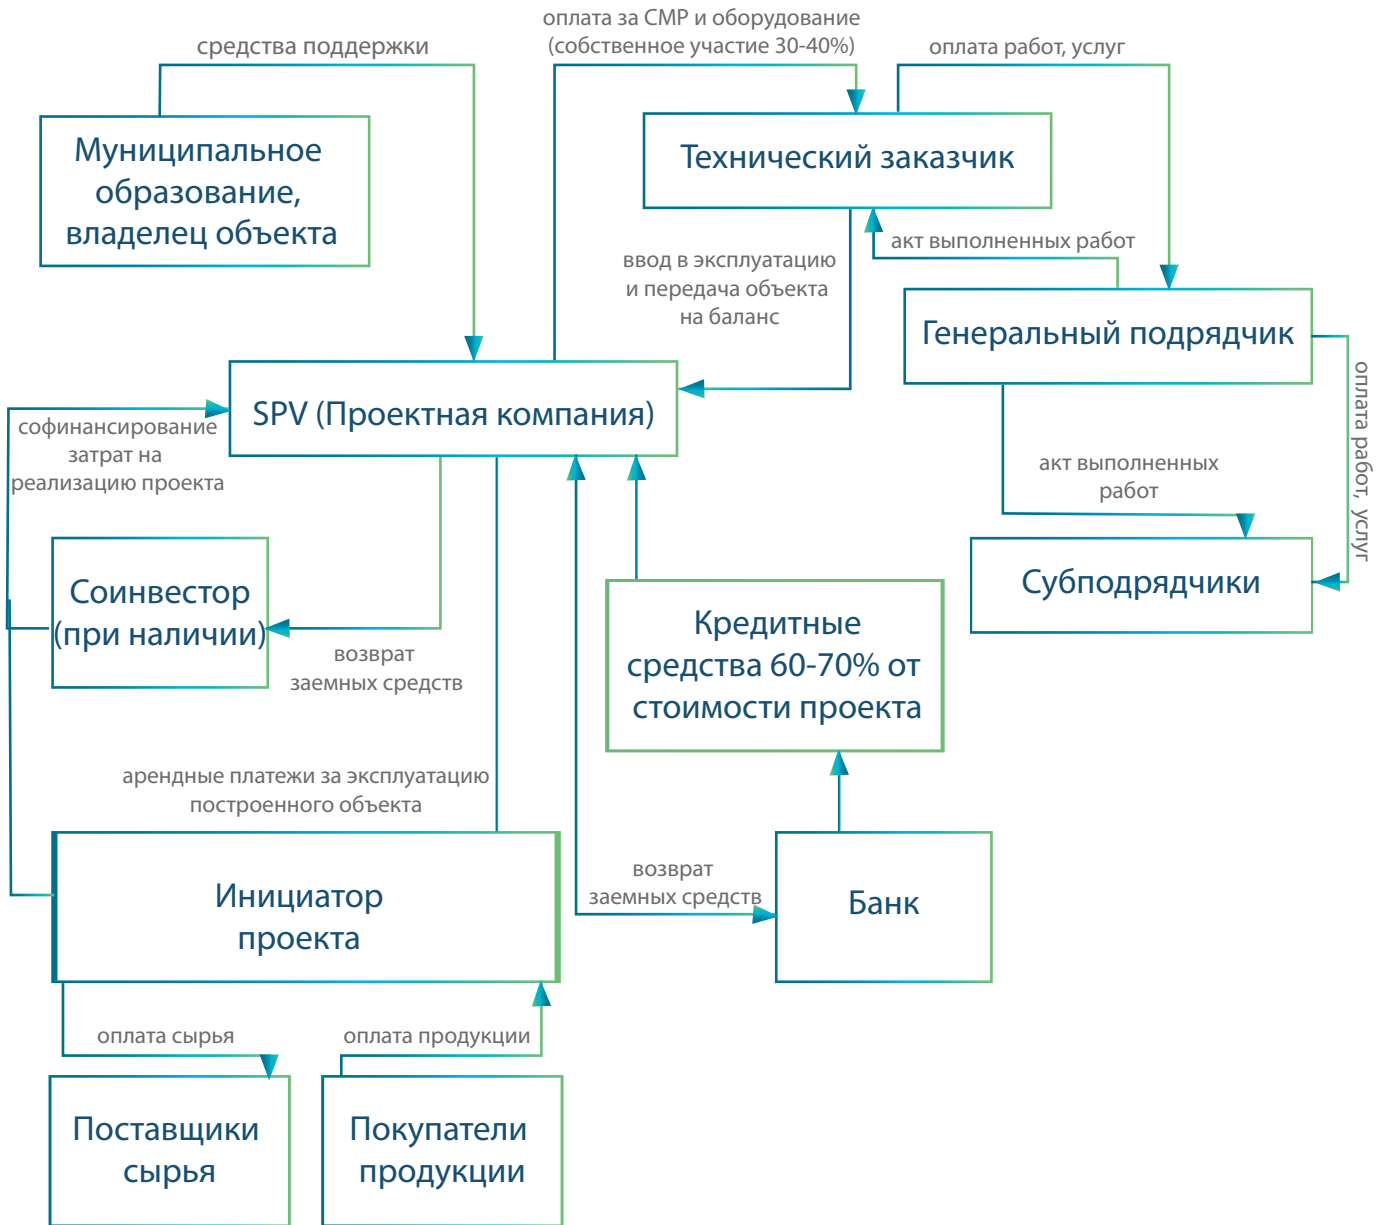 оплата за СМР и оборудование
(собственное участие 30-40%)
средства поддержки
оплата работ, услуг
Муниципальное
образование,
владелец объекта
Технический заказчик
акт выполненных работ
ввод в эксплуатацию
и передача объекта
на баланс
Генеральный подрядчик
оплата работ, услуг
SPV (Проектная компания)
софинансирование
затрат на
реализацию проекта
акт выполненных
работ
Соинвестор
(при наличии)
Субподрядчики
возврат
заемных средств
Кредитные
средства 60-70% от
стоимости проекта
арендные платежи за эксплуатацию
построенного объекта
Инициатор
проекта
возврат
заемных средств
Банк
оплата сырья
оплата продукции
Поставщики
сырья
Покупатели
продукции